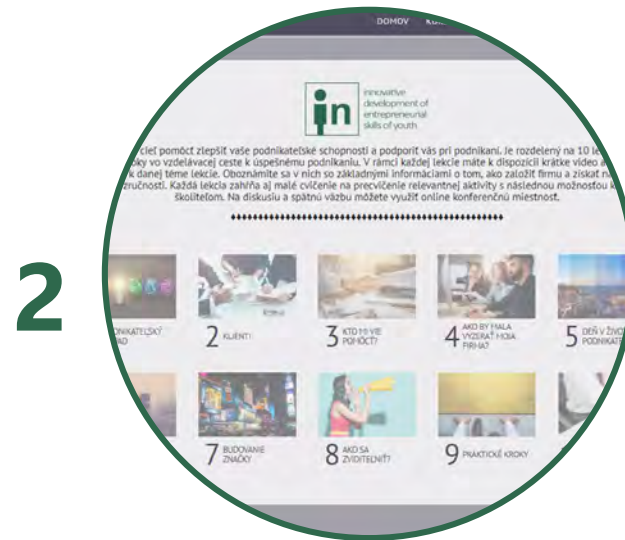 DOMOV
in
innovative
development of
entrepreneurial
skills of youth
cieľ pomôcť zlepšiť vaše podnikateľské schopnosti a podporiť vás pri podnikaní. Je rozdelený na 10
vo vzdelávacej ceste k úspešnému podnikaniu. V rámci každej lekcie máte k dispozícii krátke video
k danej téme lekcie. Oboznámite sa v nich so základnými informáciami o tom, ako založiť firmu a získať
zručnosti. Každá lekcia zahŕňa aj malé cvičenie na precvičenie relevantnej aktivity s následnou možnosťou
školiteľom. Na diskusiu a spätnú väzbu môžete využiť online konferenčnú miestnosť.
2
2 KLIENTI
3 KTO MI VIE
POMÔCŤ?
4 AKO BY MALA
VYZERAŤ MOJA
FIRMA?
5 DEŇ V
7 BUDOVANIE
ZNAČKY
8 AKO SA
ZVIDITEĽNIŤ?
9 PRAKTICKÉ KROKY